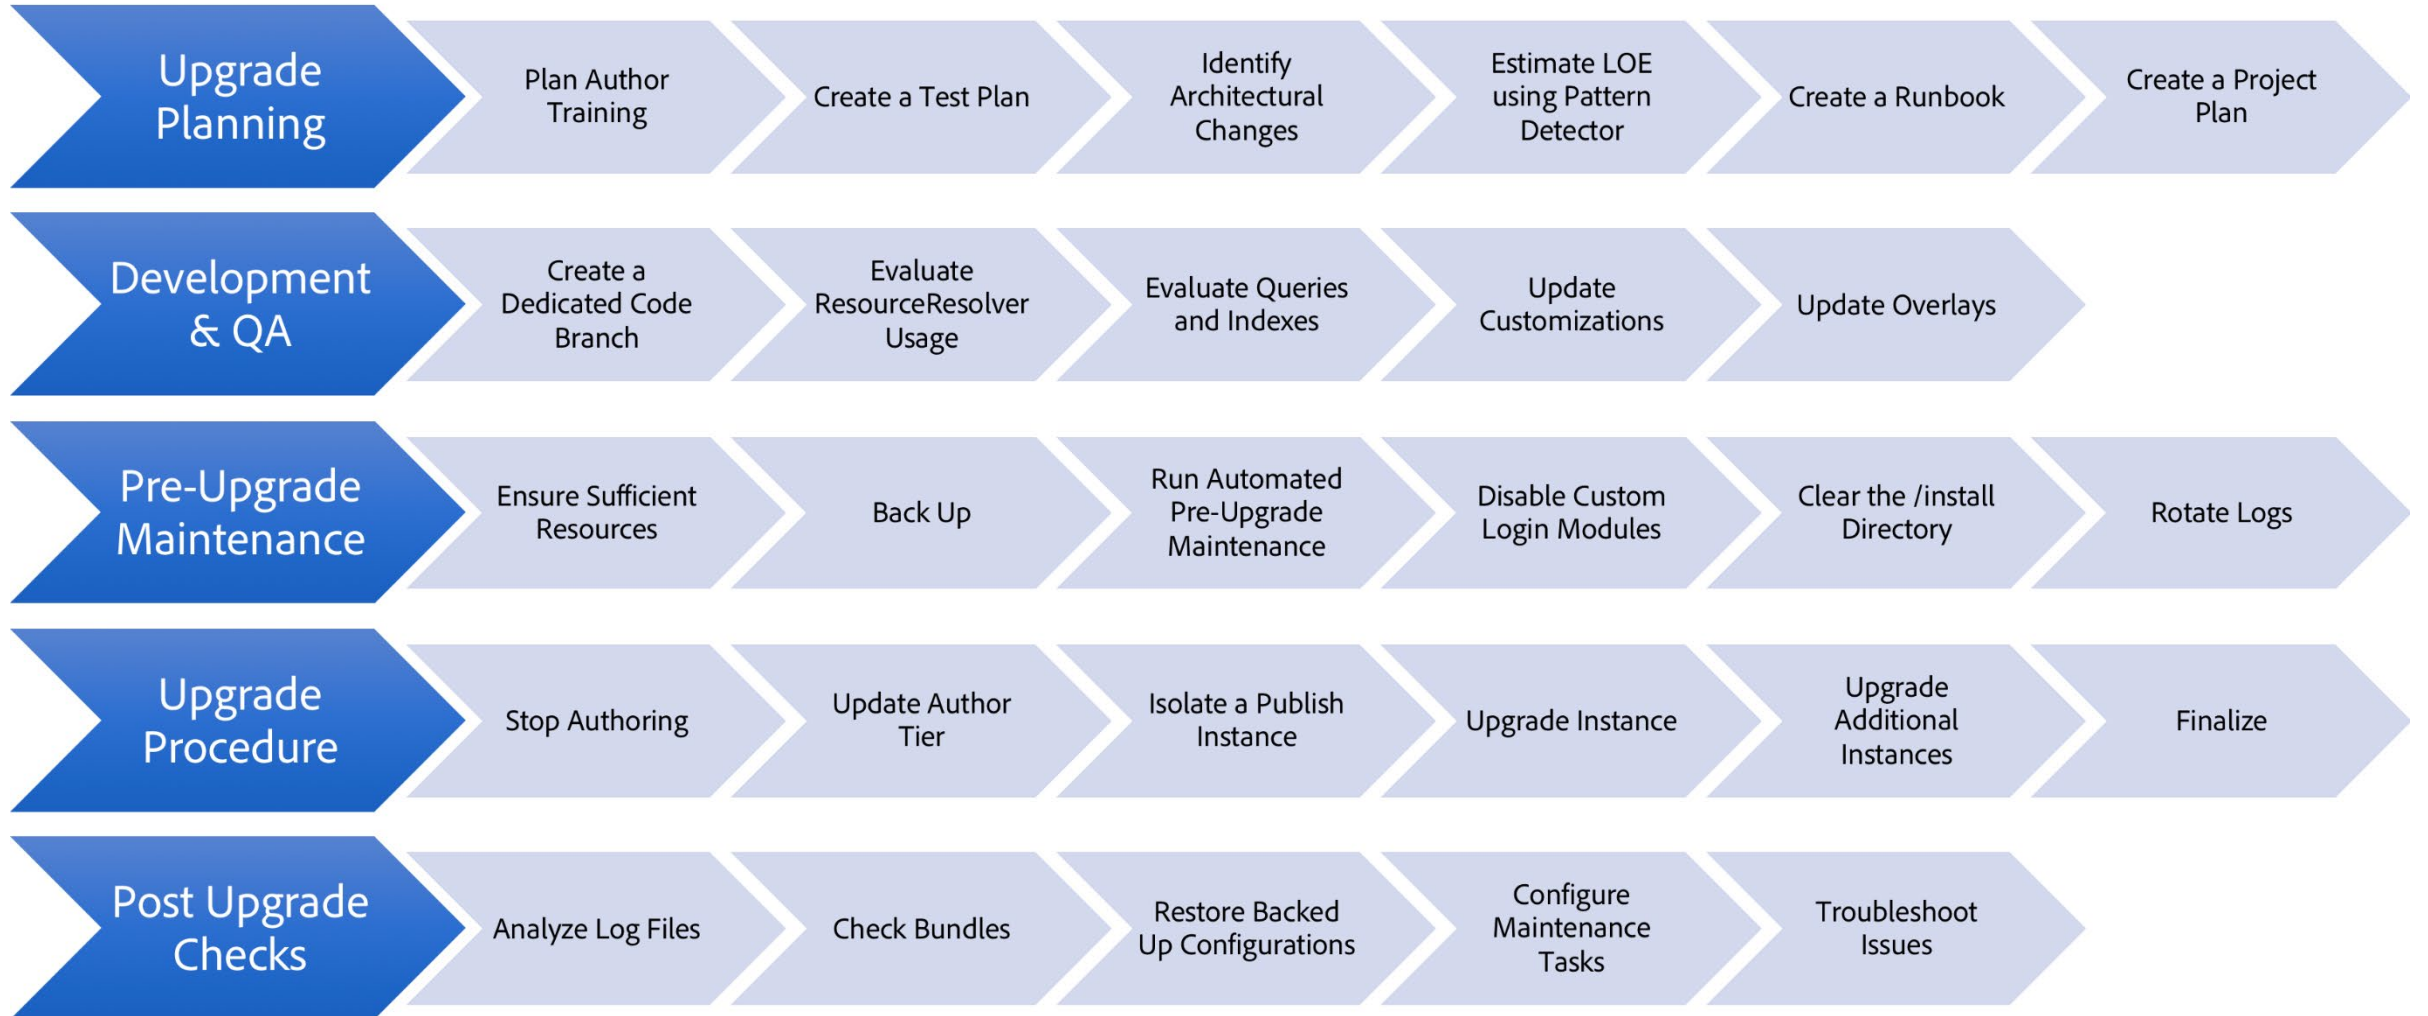 Upgrade
Planning
Plan Author
Training
Create a Test Plan
Identify
Architectural
Changes
Estimate LOE
using Pattern
Detector
Create a Runbook
Create a Project
Plan
Development
& QA
Create a
Dedicated Code
Branch
Evaluate
ResourceResolver
Usage
Evaluate Queries
and Indexes
Update
Customizations
Update Overlays
Pre-Upgrade
Maintenance
Ensure Sufficient
Resources
Back Up
Run Automated
Pre-Upgrade
Maintenance
Disable Custom
Login Modules
Clear the /install
Directory
Rotate Logs
Upgrade
Procedure
Stop Authoring
Update Author
Tier
Isolate a Publish
Instance
Upgrade Instance
Upgrade
Additional
Instances
Finalize
Post Upgrade
Checks
Analyze Log Files
Check Bundles
Restore Backed
Up Configurations
Configure
Maintenance
Tasks
Troubleshoot
Issues